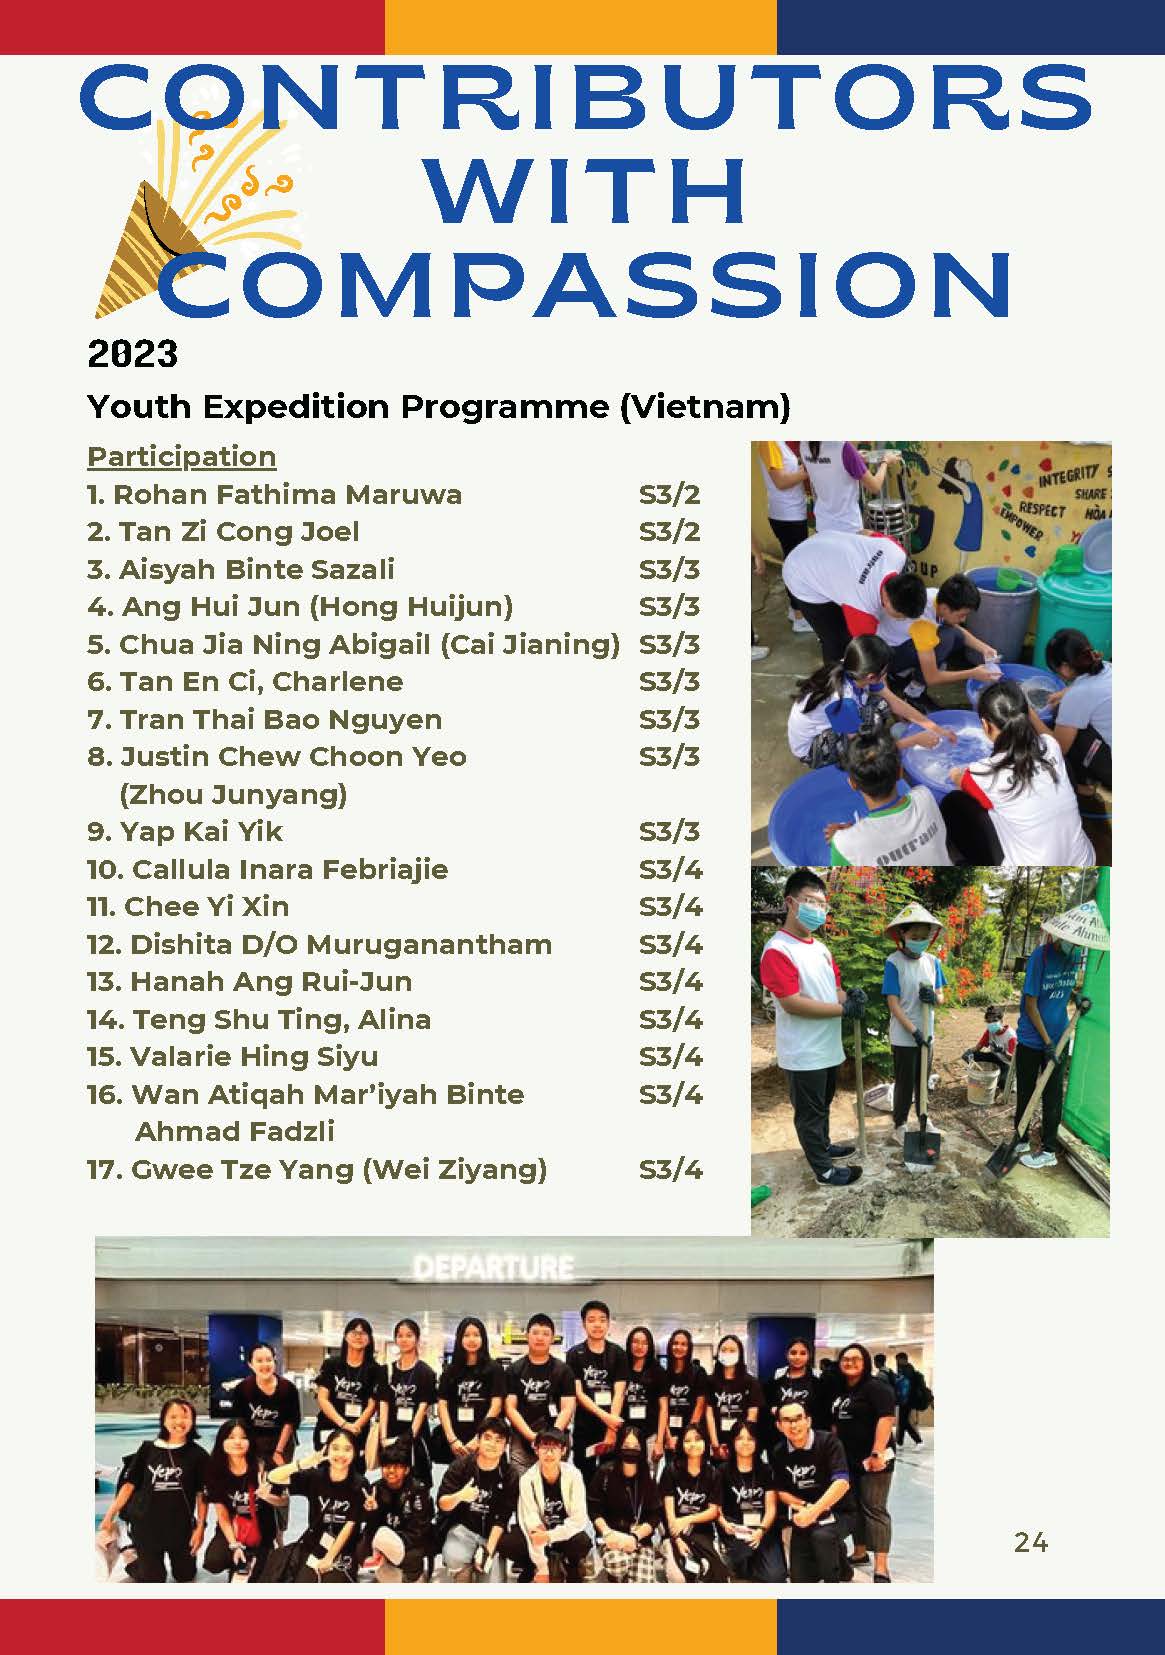 CONTRIBUTORS
WITH
COMPASSION
2023
Youth Expedition Programme (Vietnam)
Participation
1. Rohan Fathima Maruwa S3/2
2. Tan Zi Cong Joel S3/2
3. Aisyah Binte Sazali S3/3
4. Ang Hui Jun (Hong Huijun) S3/3
5. Chua Jia Ning Abigail (Cai Jianing) S3/3
6. Tan En Ci, Charlene S3/3
7. Tran Thai Bao Nguyen S3/3
8. Justin Chew Choon Yeo S3/3
(Zhou Junyang)
9. Yap Kai Yik S3/3
10. Callula Inara Febriajie S3/4
11. Chee Yi Xin S3/4
12. Dishita D/O Muruganantham S3/4
13. Hanah Ang Rui-Jun S3/4
14. Teng Shu Ting, Alina S3/4
15. Valarie Hing Siyu S3/4
16. Wan Atiqah Mar’iyah Binte S3/4
Ahmad Fadzli
17. Gwee Tze Yang (Wei Ziyang) S3/4
INTEGRITY
SHARE
RESPECT HÒA
EMPOWER
OUP
outram
DEPARTURE
24